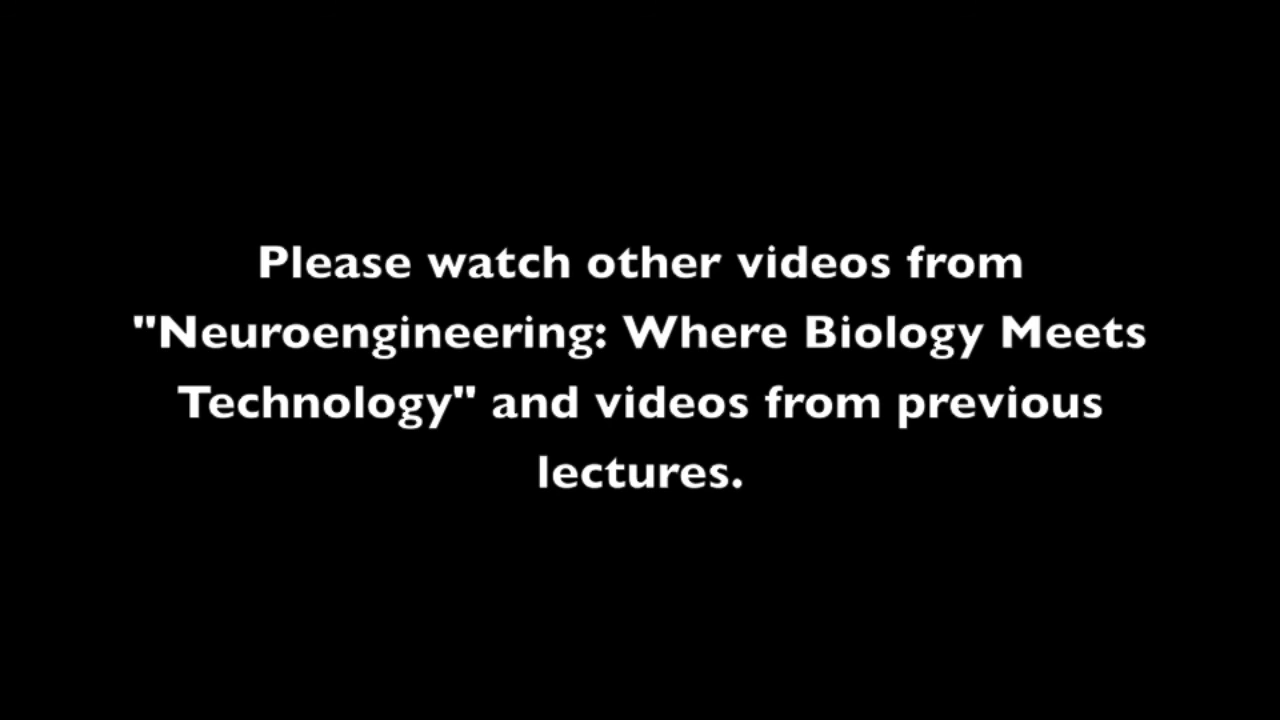 Please watch other videos from
"Neuroengineering: Where Biology Meets
Technology" and videos from previous
lectures.